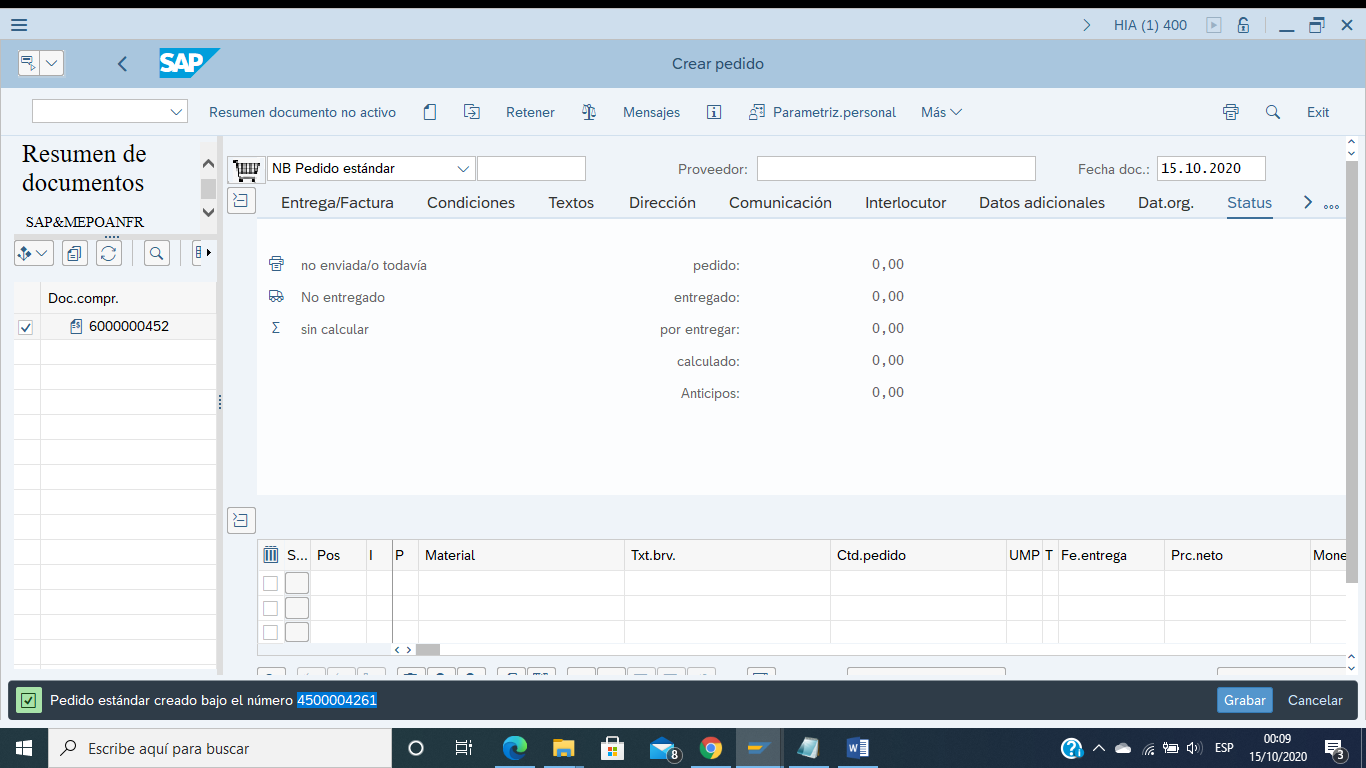 HIA (1) 400
SAP
Crear pedido
Resumen documento no activo
Retener
Mensajes
Parametriz.personal
Más
Exit
Resumen de
documentos
SAP&MEPOANFR
Doc.compr.
6000000452
NB Pedido estándar
Proveedor:
Fecha doc.:
15.10.2020
Entrega/Factura
Condiciones
Textos
Dirección
Comunicación
Interlocutor
Datos adicionales
Dat.org.
Status
no enviada/o todavía
pedido:
0,00
No entregado
entregado:
0,00
Σ
sin calcular
por entregar:
0,00
calculado:
0,00
Anticipos:
0,00
S...
Pos
I
P
Material
Txt.brv.
Ctd.pedido
UMP
T
Fe.entrega
Prc.neto
Mone
Pedido estándar creado bajo el número 4500004261
Grabar
Cancelar
Escribe aquí para buscar
8
ESP
00:09
15/10/2020
3